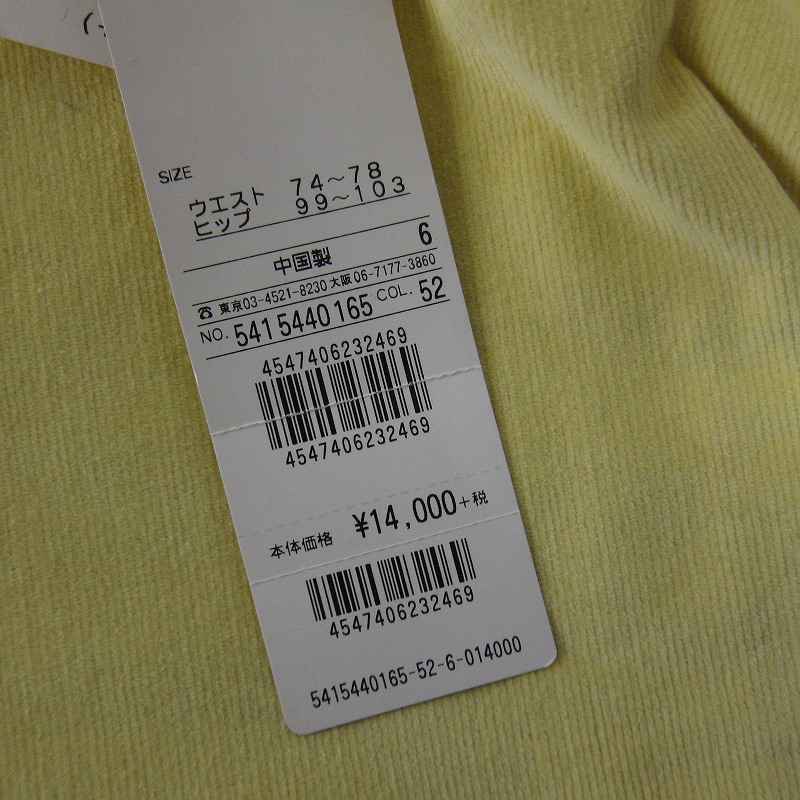 SIZE
ウエスト 74～78
ヒップ 99～103
6
中国製
☎ 東京03-4521-8230 大阪06-7177-3860
NO. 5415440165 COL. 52
4547406232469
4547406232469
本体価格 ¥14,000+税
4547406232469
5415440165-52-6-014000